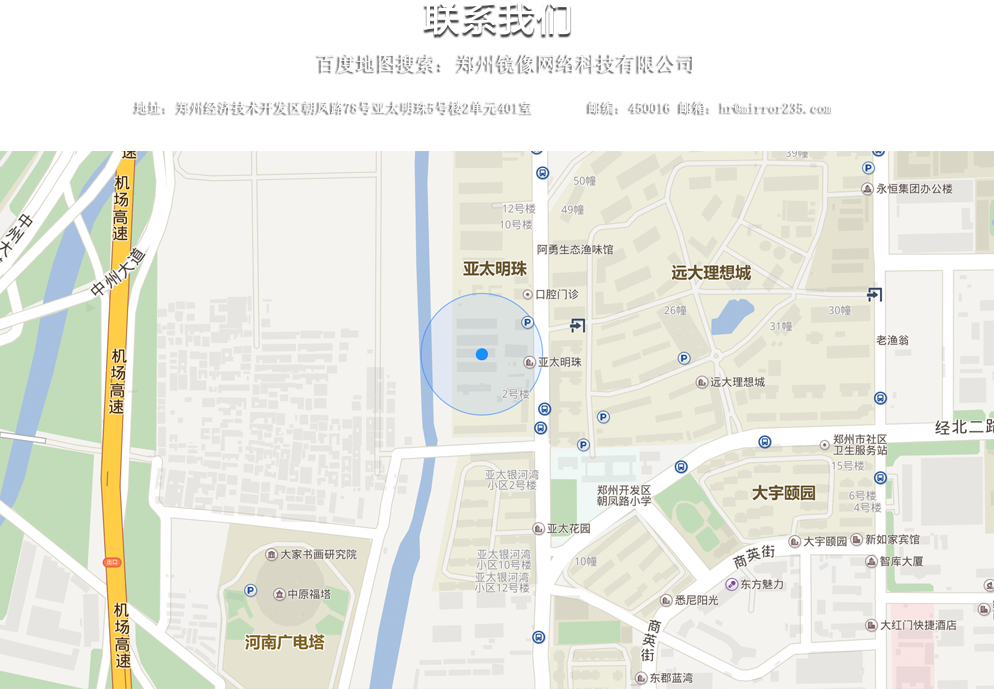 联系我们
百度地图搜索：郑州镜像网络科技有限公司
地址：郑州经济技术开发区朝凤路78号亚太明珠5号楼2单元401室 邮编：450016 邮箱：hr@mirror235.com
39幢
永恒集团办公楼
50幢
49幢
12号楼
10号楼
机场高速
中州大道
阿勇生态渔味馆
亚太明珠
远大理想城
口腔门诊
26幢
30幢
31幢
老渔翁
机场高速
亚太明珠
远大理想城
2号楼
经北二路
郑州市社区
卫生服务站
15号楼
亚太银河湾
小区2号楼
郑州开发区
朝凤路小学
大宇颐园
6号楼
4号楼
亚太花园
大宇颐园
新如家宾馆
大家书画研究院
亚太银河湾
小区10号楼
亚太银河湾
小区12号楼
10幢
商英街
智库大厦
出口
中原福塔
东方魅力
悉尼阳光
机场高速
河南广电塔
商英街
大红门快捷酒店
东郡蓝湾